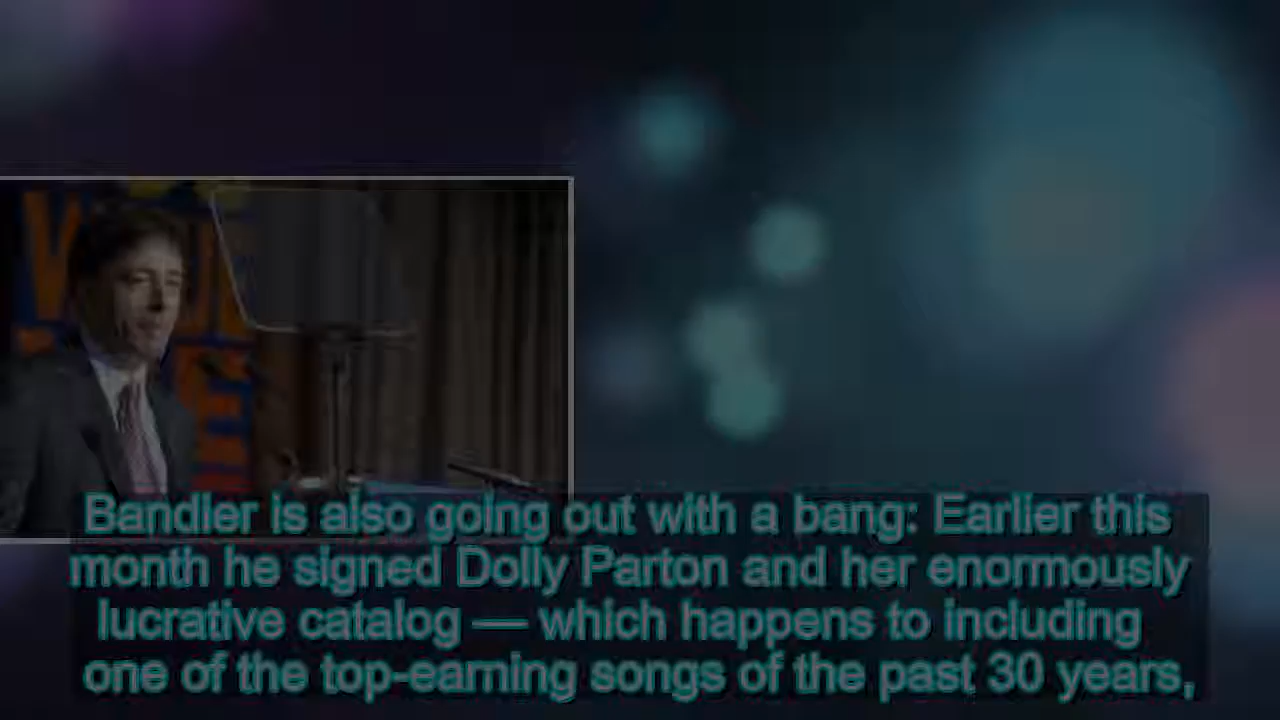 Bandier is also going out with a bang: Earlier this
month he signed Dolly Parton and her enormously
lucrative catalog — which happens to including
one of the top-earning songs of the past 30 years,